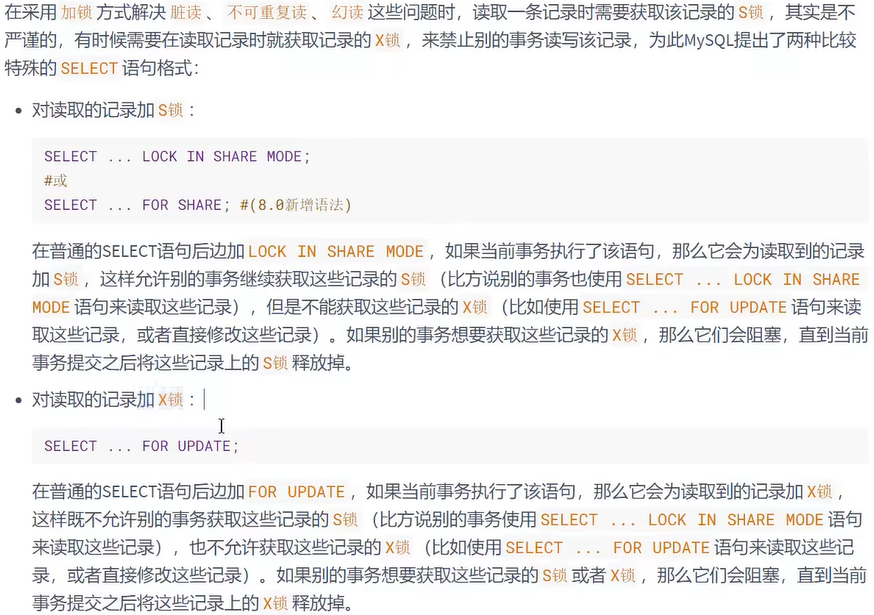 在采用 加锁 方式解决 脏读 、 不可重复读 、 幻读 这些问题时，读取一条记录时需要获取该记录的 S锁 ，其实是不
严谨的，有时候需要在读取记录时就获取记录的 X锁 ，来禁止别的事务读写该记录，为此MySQL提出了两种比较
特殊的 SELECT 语句格式：
• 对读取的记录加 S锁 ：
SELECT ... LOCK IN SHARE MODE;
#或
SELECT ... FOR SHARE; #(8.0新增语法)
在普通的SELECT语句后边加 LOCK IN SHARE MODE ，如果当前事务执行了该语句，那么它会为读取到的记录
加 S锁 ，这样允许别的事务继续获取这些记录的 S锁 （比方说别的事务也使用 SELECT ... LOCK IN SHARE
MODE 语句来读取这些记录），但是不能获取这些记录的 X锁 （比如使用 SELECT ... FOR UPDATE 语句来读
取这些记录，或者直接修改这些记录）。如果别的事务想要获取这些记录的 X锁 ，那么它们会阻塞，直到当前
事务提交之后将这些记录上的 S锁 释放掉。
• 对读取的记录加 X锁 ：
SELECT ... FOR UPDATE;
在普通的SELECT语句后边加 FOR UPDATE ，如果当前事务执行了该语句，那么它会为读取到的记录加 X锁 ，
这样既不允许别的事务获取这些记录的 S锁 （比方说别的事务使用 SELECT ... LOCK IN SHARE MODE 语句
来读取这些记录），也不允许获取这些记录的 X锁 （比如使用 SELECT ... FOR UPDATE 语句来读取这些记
录，或者直接修改这些记录）。如果别的事务想要获取这些记录的 S锁 或者 X锁 ，那么它们会阻塞，直到当前
事务提交之后将这些记录上的 X锁 释放掉。